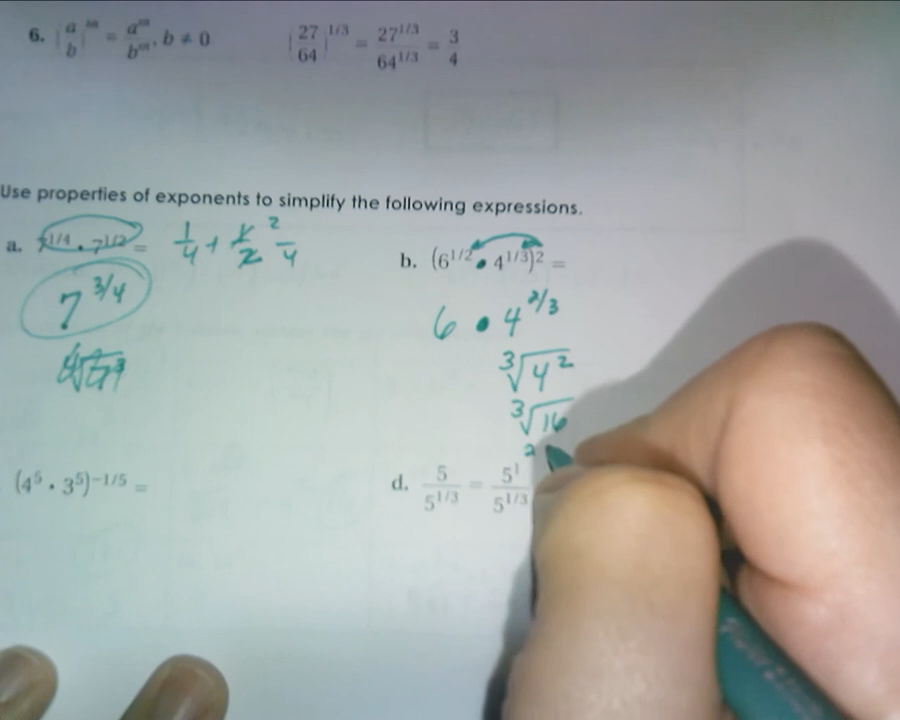 6. (a/b)^m = a^m/b^m, b ≠ 0
(27/64)^1/3 = 27^1/3/64^1/3 = 3/4
Use properties of exponents to simplify the following expressions.
a. 7^1/4 · 7^1/2 = 1/4 + 1/2 2/4
7^3/4
b. (6^1/2 · 4^1/3)^2 =
6 · 4^2/3
³√4²
³√16
2
(4^5 · 3^5)^-1/5 =
d. 5/5^1/3 = 5^1/5^1/3